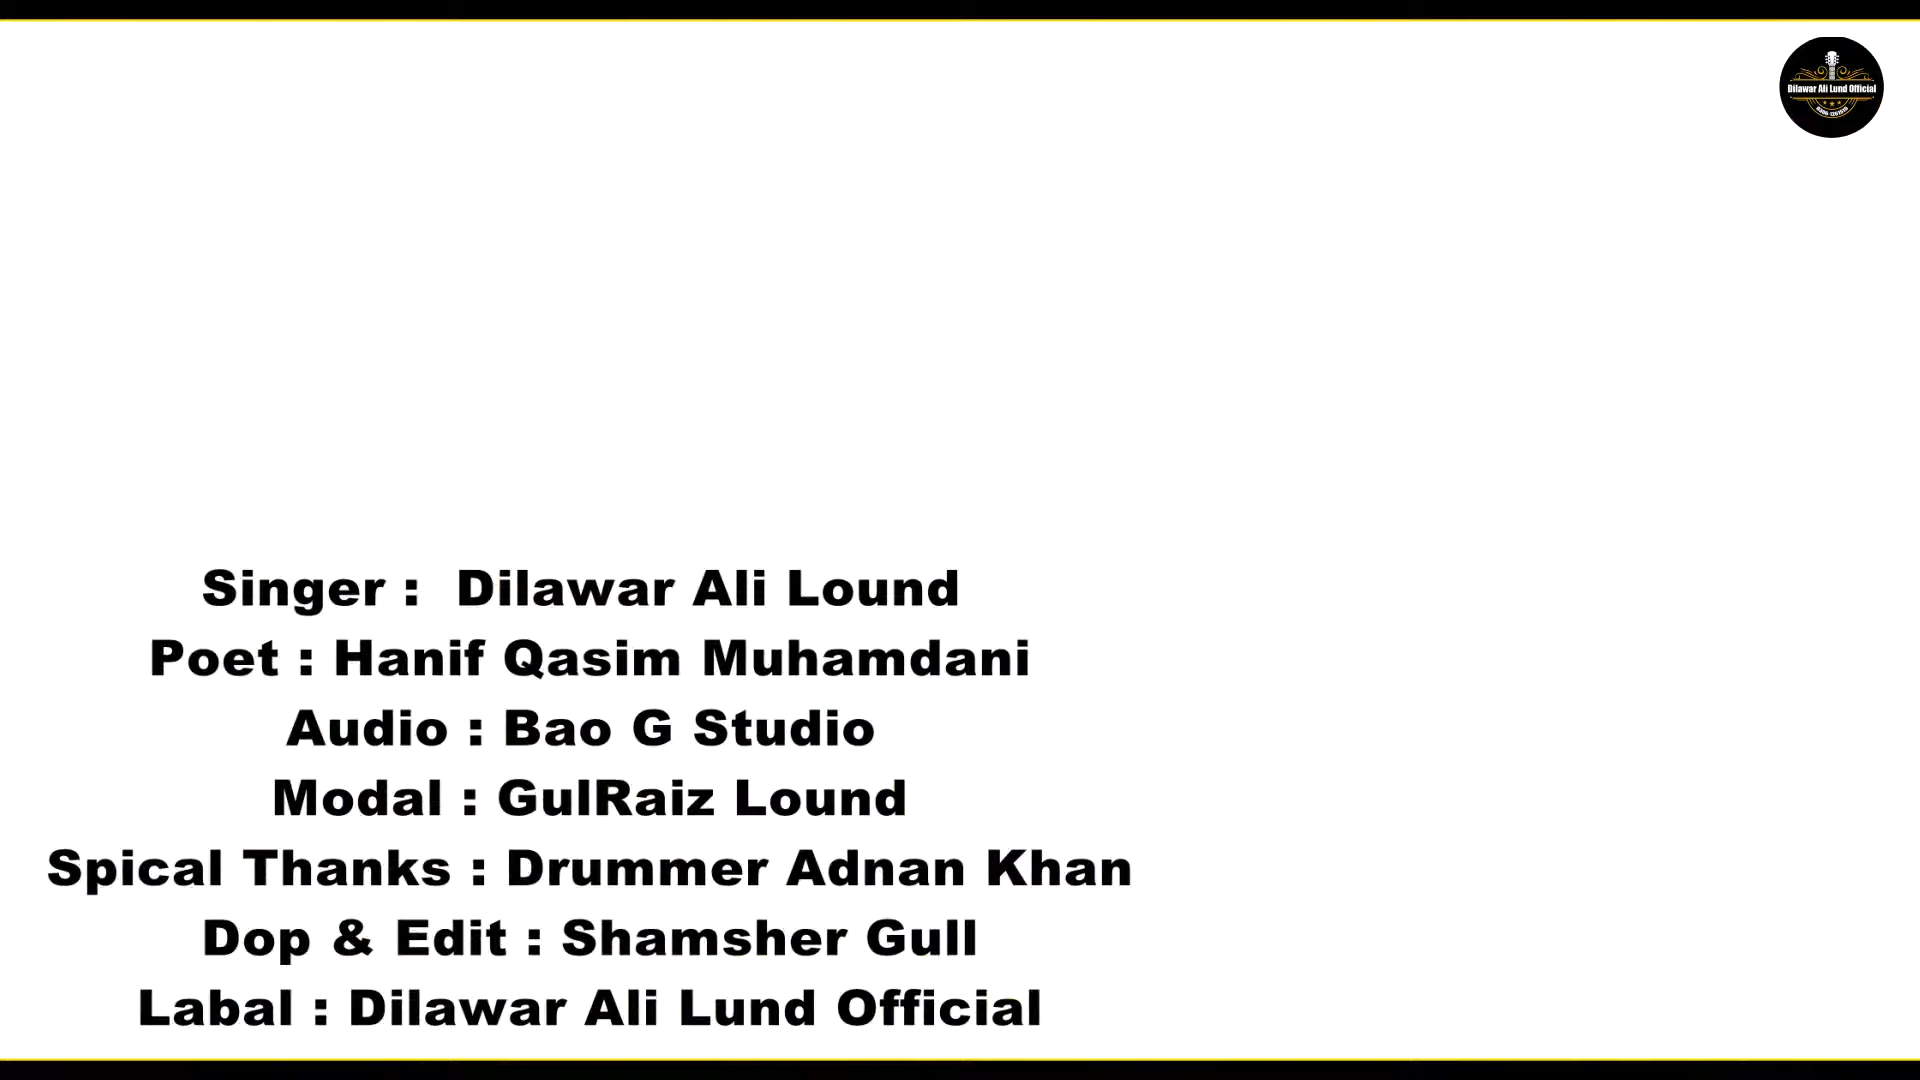 Dilawar Ali Lund Official
Singer :  Dilawar Ali Lound
Poet : Hanif Qasim Muhamdani
Audio : Bao G Studio
Modal : GulRaiz Lound
Spical Thanks : Drummer Adnan Khan
Dop & Edit : Shamsher Gull
Labal : Dilawar Ali Lund Official